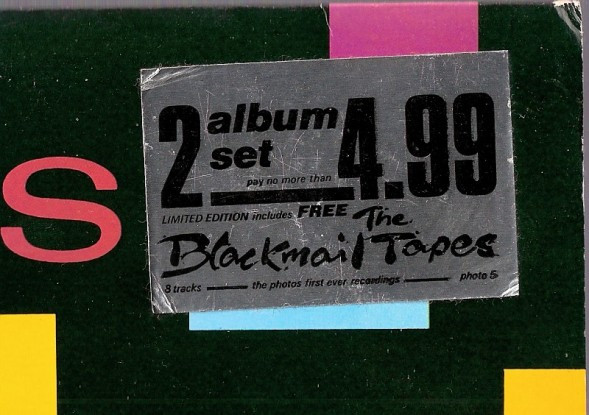 S
2 album set 4.99
pay no more than
LIMITED EDITION includes FREE The
Blackmail Tapes
8 tracks — the photos first ever recordings — photo 5